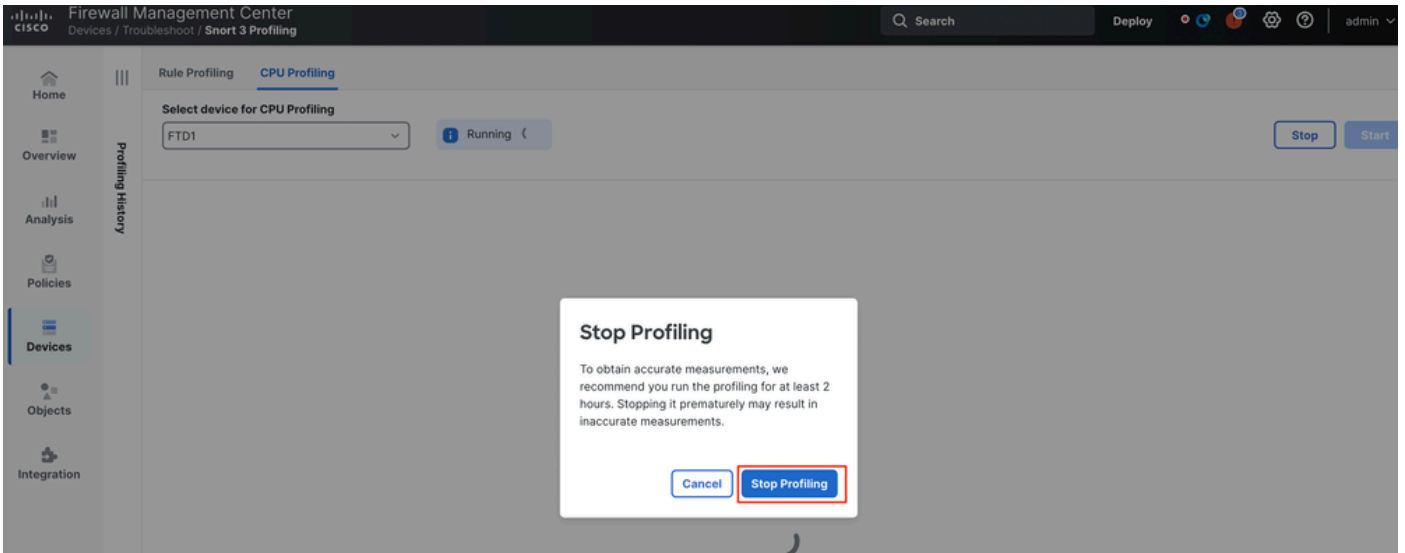 Firewall Management Center
CISCO
Devices / Troubleshoot / Snort 3 Profiling
Search
Deploy
admin
Home
Overview
Analysis
Policies
Devices
Objects
Integration
Profiling History
Rule Profiling
CPU Profiling
Select device for CPU Profiling
FTD1
Running
Stop
Start
Stop Profiling
To obtain accurate measurements, we
recommend you run the profiling for at least 2
hours. Stopping it prematurely may result in
inaccurate measurements.
Cancel
Stop Profiling